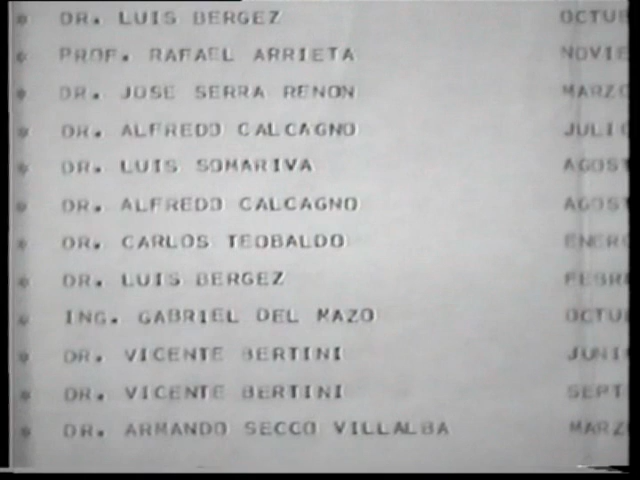 * DR. LUIS BERGEZ OCTUB
* PROF. RAFAEL ARRIETA NOVIE
* DR. JOSE SERRA RENON MARZO
* DR. ALFREDO CALCAGNO JULIO
* DR. LUIS SOMARIVA AGOST
* DR. ALFREDO CALCAGNO AGOST
* DR. CARLOS TEOBALDO ENERO
* DR. LUIS BERGEZ FEBRE
* ING. GABRIEL DEL MAZO OCTUB
* DR. VICENTE BERTINI JUNIO
* DR. VICENTE BERTINI SEPT
* DR. ARMANDO SECCO VILLALBA MARZ